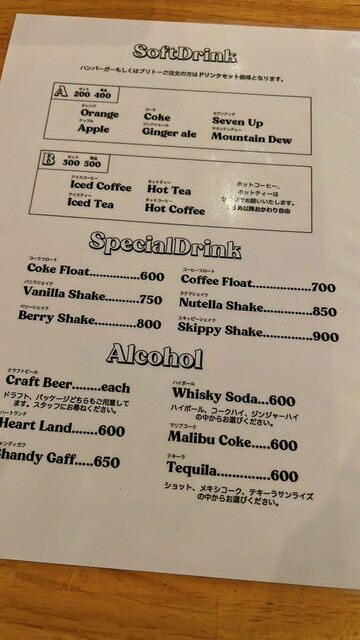 SoftDrink
ハンバーガーもしくはブリトーご注文の方はドリンクセット価格となります。
A セット 200 単品 400
オレンジ コーラ セブンアップ
Orange Coke Seven Up
アップル ジンジャエール マウンテンデュー
Apple Ginger ale Mountain Dew
B セット 300 単品 500
アイスコーヒー ホットティー
Iced Coffee Hot Tea
アイスティー ホットコーヒー
Iced Tea Hot Coffee
ホットコーヒー、
ホットティーは
でお願いいたします。
以降おかわり自由
SpecialDrink
コーラフロート コーヒーフロート
Coke Float..............600 Coffee Float..............700
バニラシェイク ヌテラシェイク
Vanilla Shake........750 Nutella Shake.........850
ベリーシェイク スキッピーシェイク
Berry Shake...........800 Skippy Shake..........900
Alcohol
クラフトビール
Craft Beer........each
ドラフト、パッケージどちらもご用意して
ます。スタッフにお尋ねください。
ハートランド
Heart Land......600
ャンディガフ
Shandy Gaff....650
ハイボール
Whisky Soda...600
ハイボール、コークハイ、ジンジャーハイ
の中からお選びください。
マリブコーク
Malibu Coke.....600
テキーラ
Tequila...............600
ショット、メキシコーク、テキーラサンライズ
の中からお選びください。